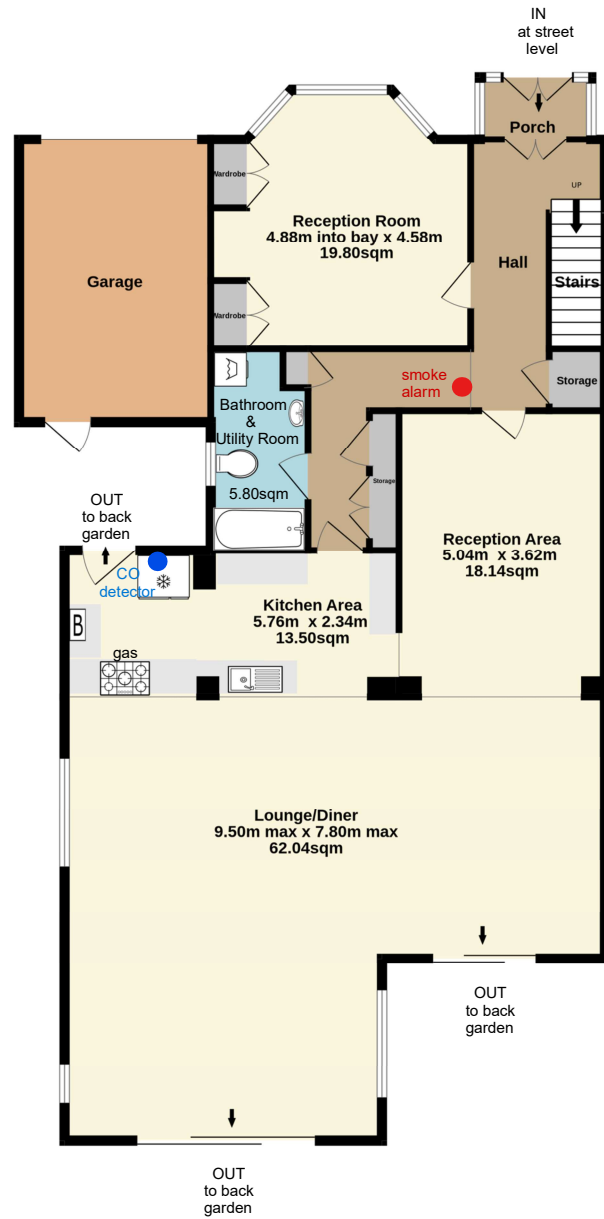 IN
at street
level
Porch
UP
Wardrobe
Reception Room
4.88m into bay x 4.58m
19.80sqm
Hall
Garage
Stairs
Wardrobe
smoke
alarm
Storage
Bathroom
&
Utility Room
5.80sqm
Storage
OUT
to back
garden
Reception Area
5.04m x 3.62m
18.14sqm
CO
detector
Kitchen Area
5.76m x 2.34m
13.50sqm
B
gas
Lounge/Diner
9.50m max x 7.80m max
62.04sqm
OUT
to back
garden
OUT
to back
garden